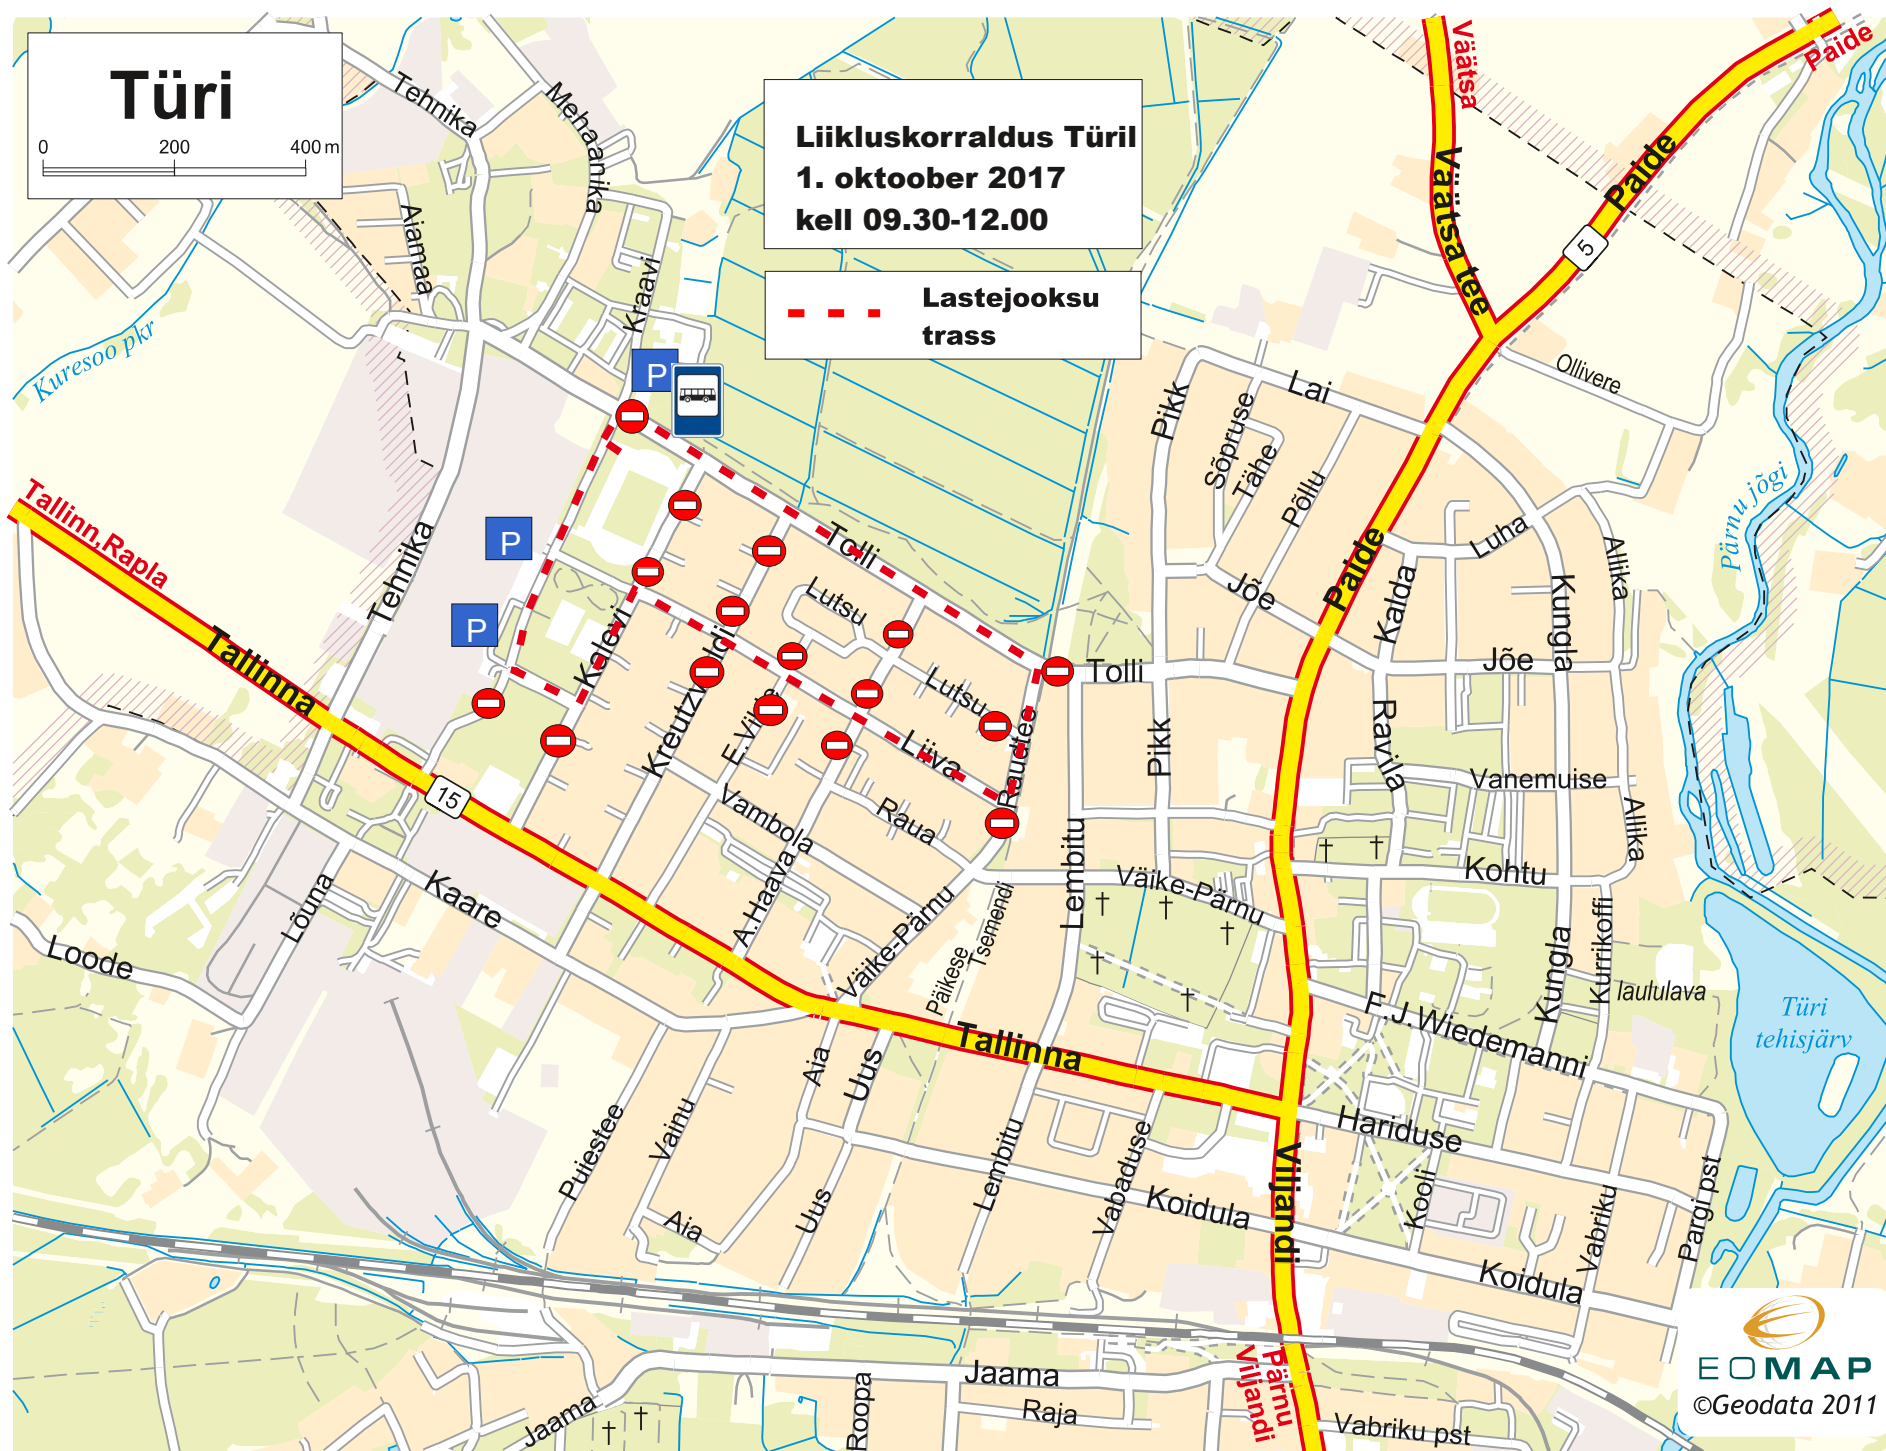 Türi
0 200 400 m
Liikluskorraldus Türil
1. oktoober 2017
kell 09.30-12.00
Lastejooksu
trass
Tehnika
Mehaanika
Aiamaa
Kraavi
Kuresoo pkr
Väätsa
Paide
Väätsa tee
Paide
5
Ollivere
Pikk
Lai
Sõpruse
Tähe
Põllu
P
P
P
Tallinn,Rapla
Tehnika
Tolli
Luha
Allika
Pärnu jõgi
Paide
Jõe
Kalda
Kungla
Lutsu
Kalevi
Tallinna
Tolli
Jõe
Lutsu
E.Vilde
Liiva
Raudtee
Pikk
Ravila
Vanemuise
15
Vambola
Raua
Lembitu
Allika
Kohtu
Väike-Pärnu
A.Haava
Kaare
Lõuna
Loode
Väike-Pärnu
Päikese
Tsemendi
Kungla
Kurrikoffi
laululava
F.J.Wiedemanni
Türi
tehisjärv
Tallinna
Aia
Uus
Puiestee
Vainu
Lembitu
Vabaduse
Hariduse
Viljandi
Kooli
Koidula
Vabriku
Pargi pst
Aia
Uus
Koidula
Jaama
Raja
Roopa
Jaama
Pärnu
Viljandi
Vabriku pst
EOMAP
©Geodata 2011